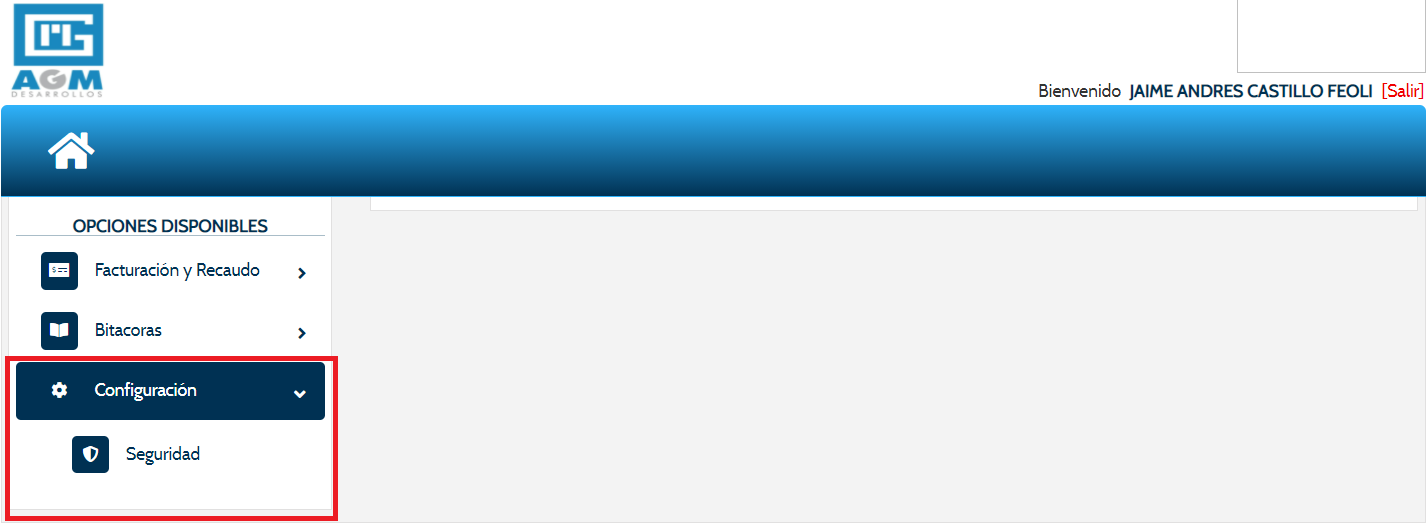 AGM
DESARROLLOS
Bienvenido JAIME ANDRES CASTILLO FEOLI [Salir]
OPCIONES DISPONIBLES
Facturación y Recaudo
Bitacoras
Configuración
Seguridad